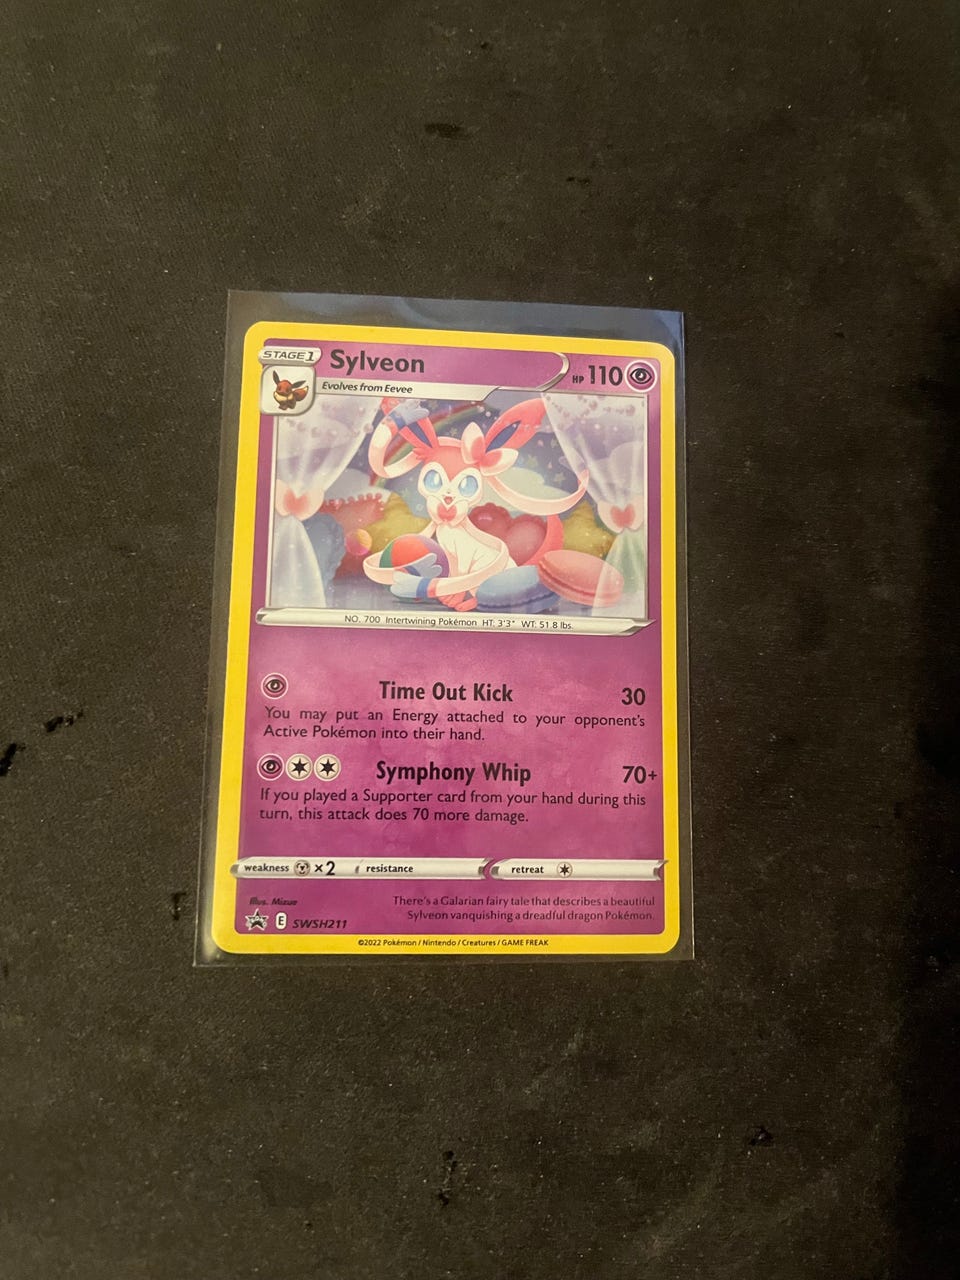 STAGE 1 Sylveon HP 110
Evolves from Eevee
NO. 700 Intertwining Pokémon HT: 3'3" WT: 51.8 lbs.
Time Out Kick 30
You may put an Energy attached to your opponent's
Active Pokémon into their hand.
Symphony Whip 70+
If you played a Supporter card from your hand during this
turn, this attack does 70 more damage.
weakness ×2 resistance retreat
Illus. Mizue
There's a Galarian fairy tale that describes a beautiful
Sylveon vanquishing a dreadful dragon Pokémon.
E SWSH211
©2022 Pokémon / Nintendo / Creatures / GAME FREAK